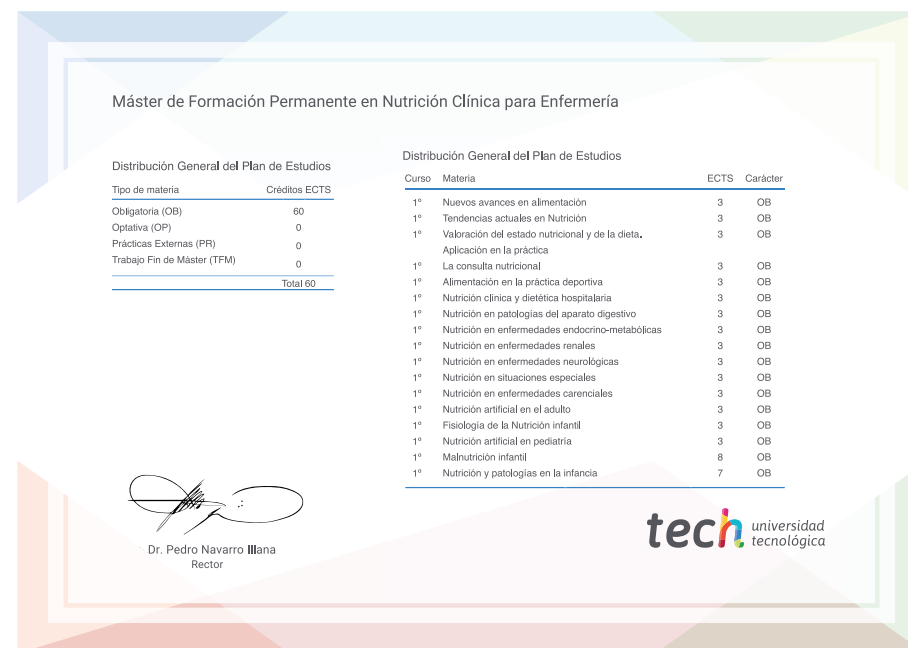 Máster de Formación Permanente en Nutrición Clínica para Enfermería
Distribución General del Plan de Estudios
Tipo de materia Créditos ECTS
Obligatoria (OB) 60
Optativa (OP) 0
Prácticas Externas (PR) 0
Trabajo Fin de Máster (TFM) 0
Total 60
Distribución General del Plan de Estudios
Curso Materia ECTS Carácter
1º Nuevos avances en alimentación 3 OB
1º Tendencias actuales en Nutrición 3 OB
1º Valoración del estado nutricional y de la dieta. 3 OB
Aplicación en la práctica
1º La consulta nutricional 3 OB
1º Alimentación en la práctica deportiva 3 OB
1º Nutrición clínica y dietética hospitalaria 3 OB
1º Nutrición en patologías del aparato digestivo 3 OB
1º Nutrición en enfermedades endocrino-metabólicas 3 OB
1º Nutrición en enfermedades renales 3 OB
1º Nutrición en enfermedades neurológicas 3 OB
1º Nutrición en situaciones especiales 3 OB
1º Nutrición en enfermedades carenciales 3 OB
1º Nutrición artificial en el adulto 3 OB
1º Fisiología de la Nutrición infantil 3 OB
1º Nutrición artificial en pediatría 3 OB
1º Malnutrición infantil 8 OB
1º Nutrición y patologías en la infancia 7 OB
Dr. Pedro Navarro Illana
Rector
tech universidad
tecnológica